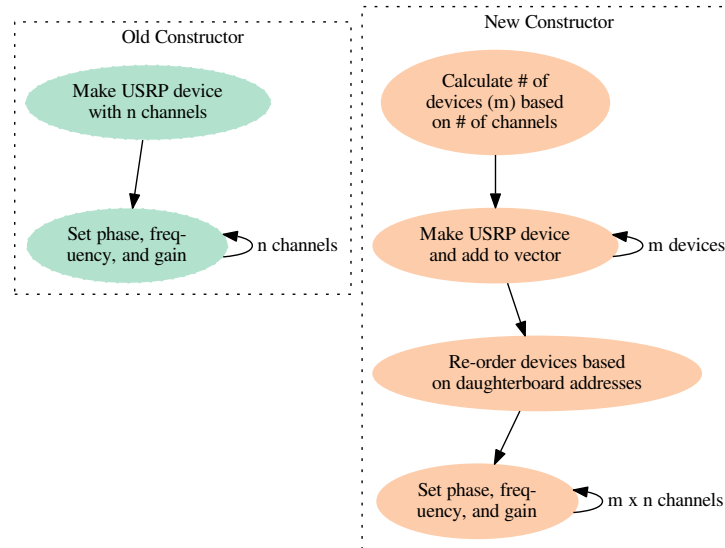 Old Constructor
Make USRP device
with n channels
Set phase, freq-
uency, and gain
n channels
New Constructor
Calculate # of
devices (m) based
on # of channels
Make USRP device
and add to vector
m devices
Re-order devices based
on daughterboard addresses
Set phase, freq-
uency, and gain
m x n channels